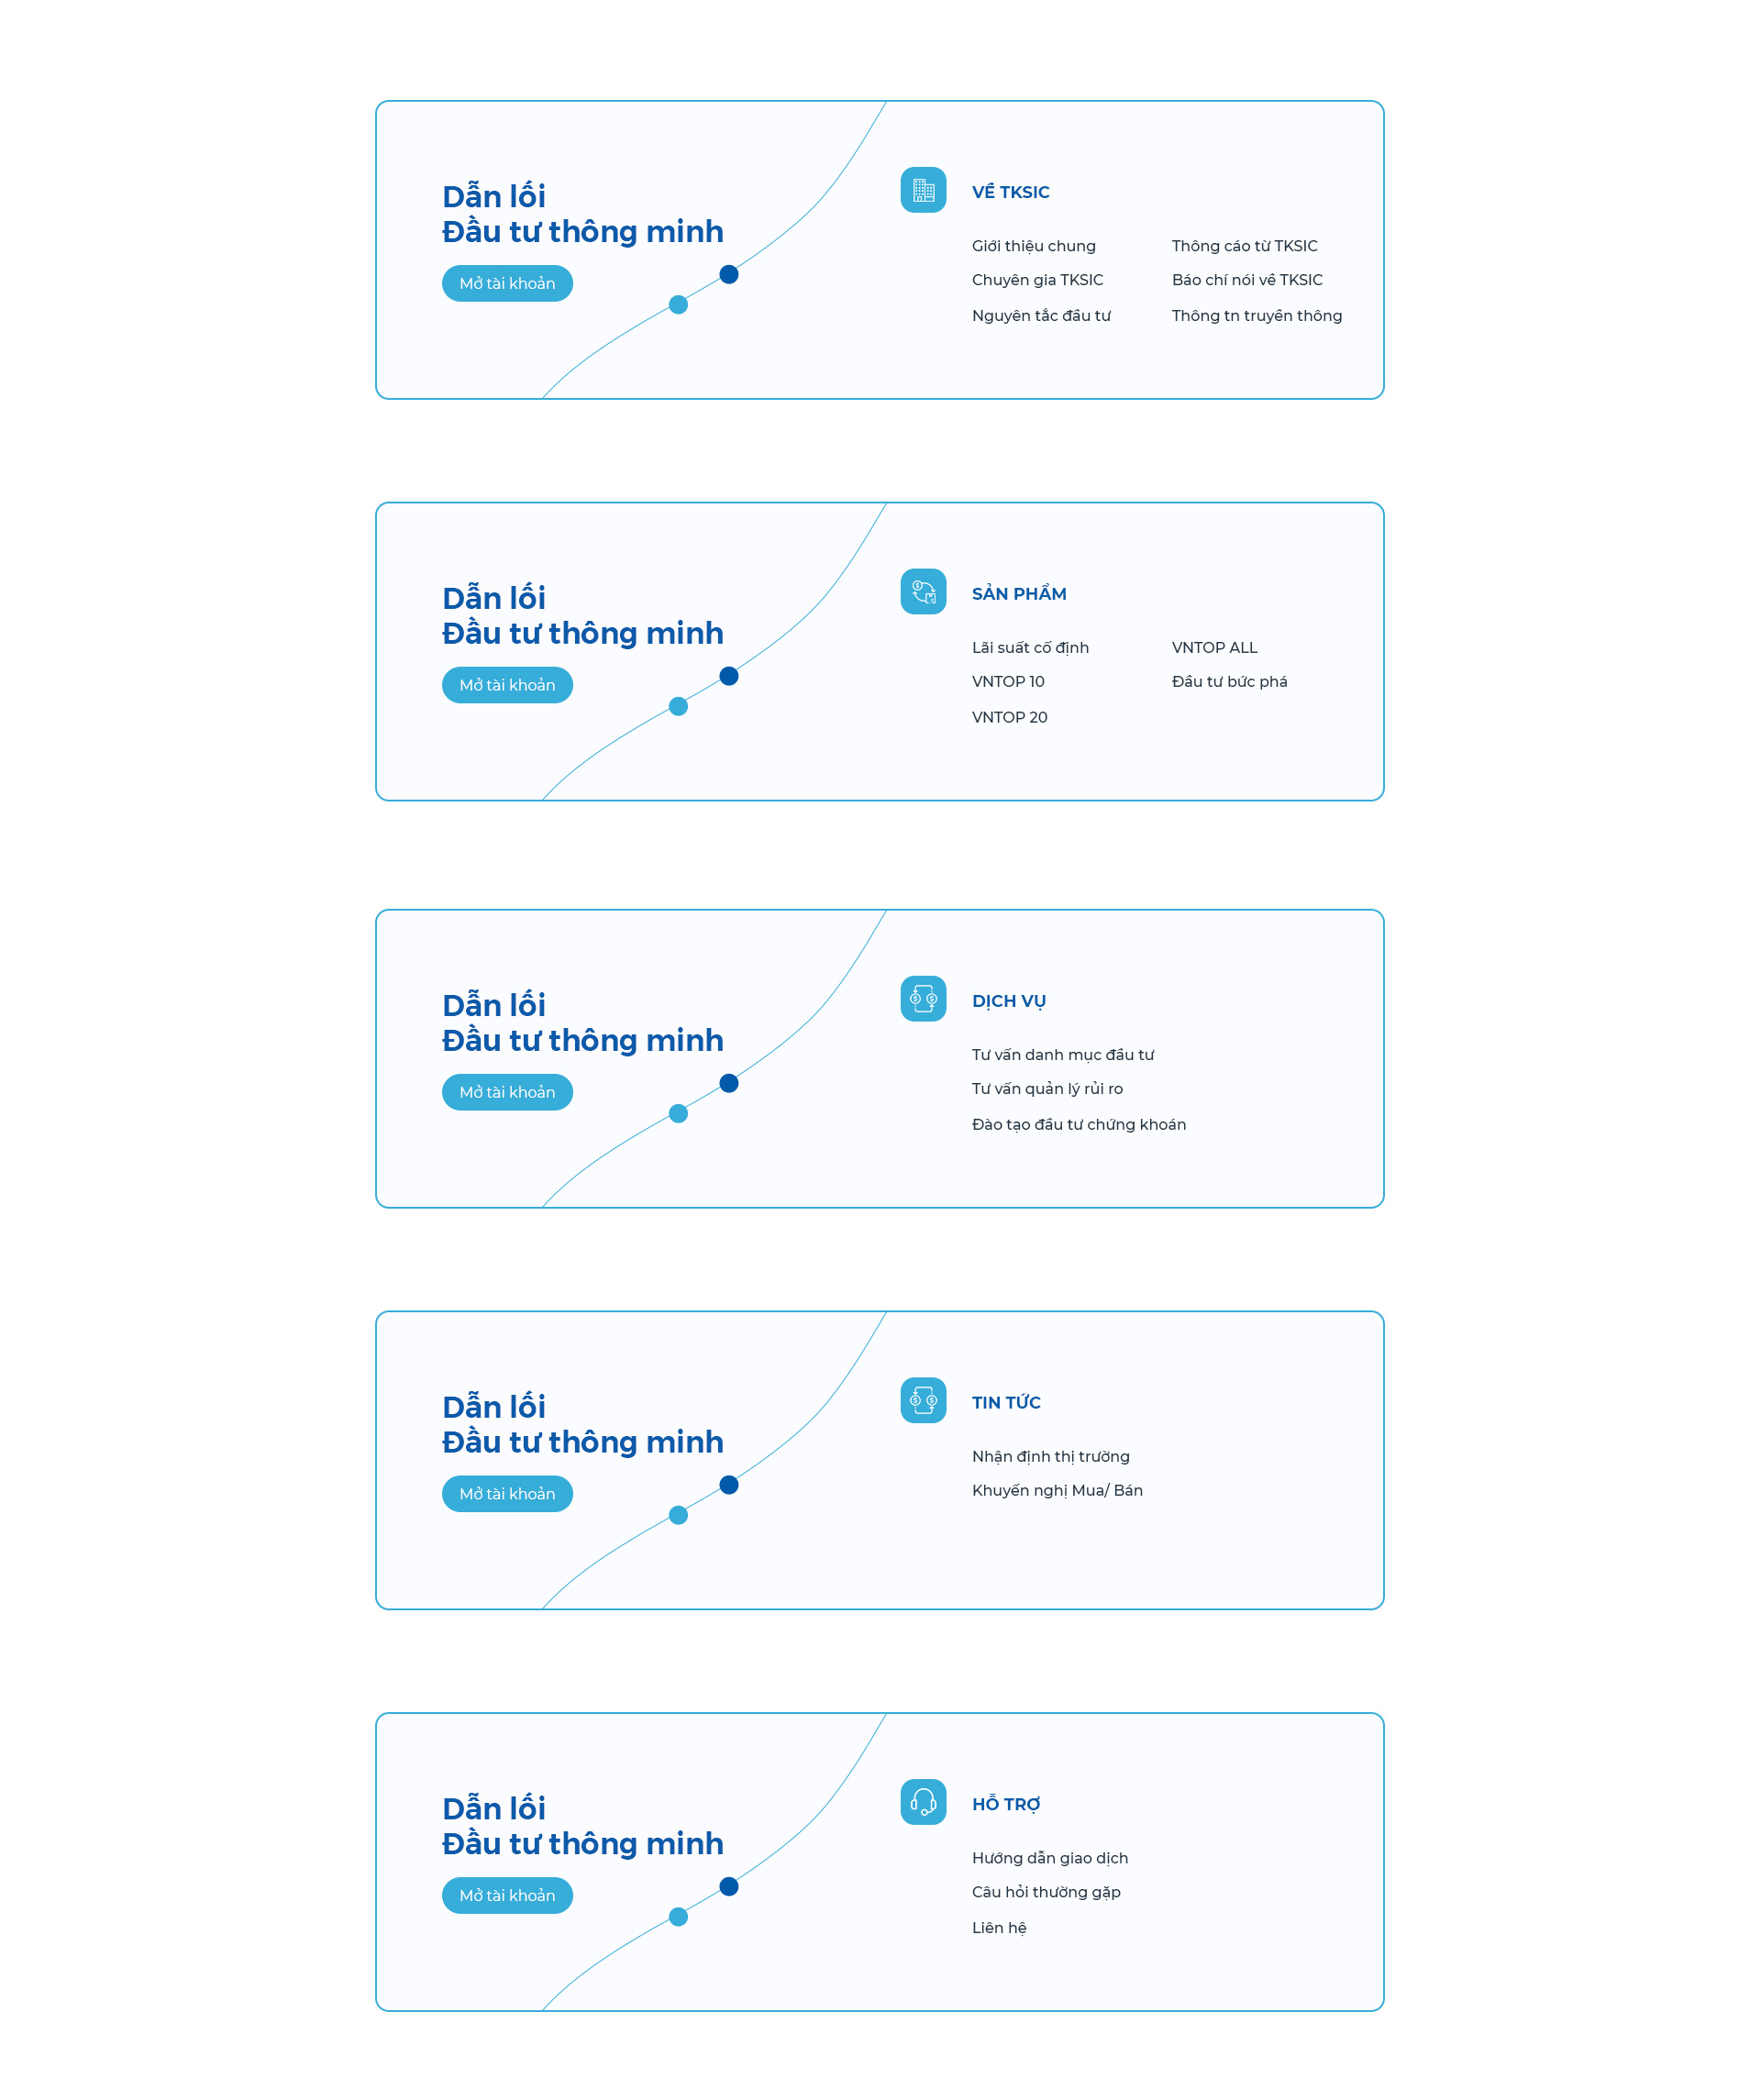 Dẫn lối
Đầu tư thông minh
Mở tài khoản
VỀ TKSIC
Giới thiệu chung
Chuyên gia TKSIC
Nguyên tắc đầu tư
Thông cáo từ TKSIC
Báo chí nói về TKSIC
Thông tn truyền thông
Dẫn lối
Đầu tư thông minh
Mở tài khoản
SẢN PHẨM
Lãi suất cố định
VNTOP 10
VNTOP 20
VNTOP ALL
Đầu tư bức phá
Dẫn lối
Đầu tư thông minh
Mở tài khoản
DỊCH VỤ
Tư vấn danh mục đầu tư
Tư vấn quản lý rủi ro
Đào tạo đầu tư chứng khoán
Dẫn lối
Đầu tư thông minh
Mở tài khoản
TIN TỨC
Nhận định thị trường
Khuyến nghị Mua/ Bán
Dẫn lối
Đầu tư thông minh
Mở tài khoản
HỖ TRỢ
Hướng dẫn giao dịch
Câu hỏi thường gặp
Liên hệ